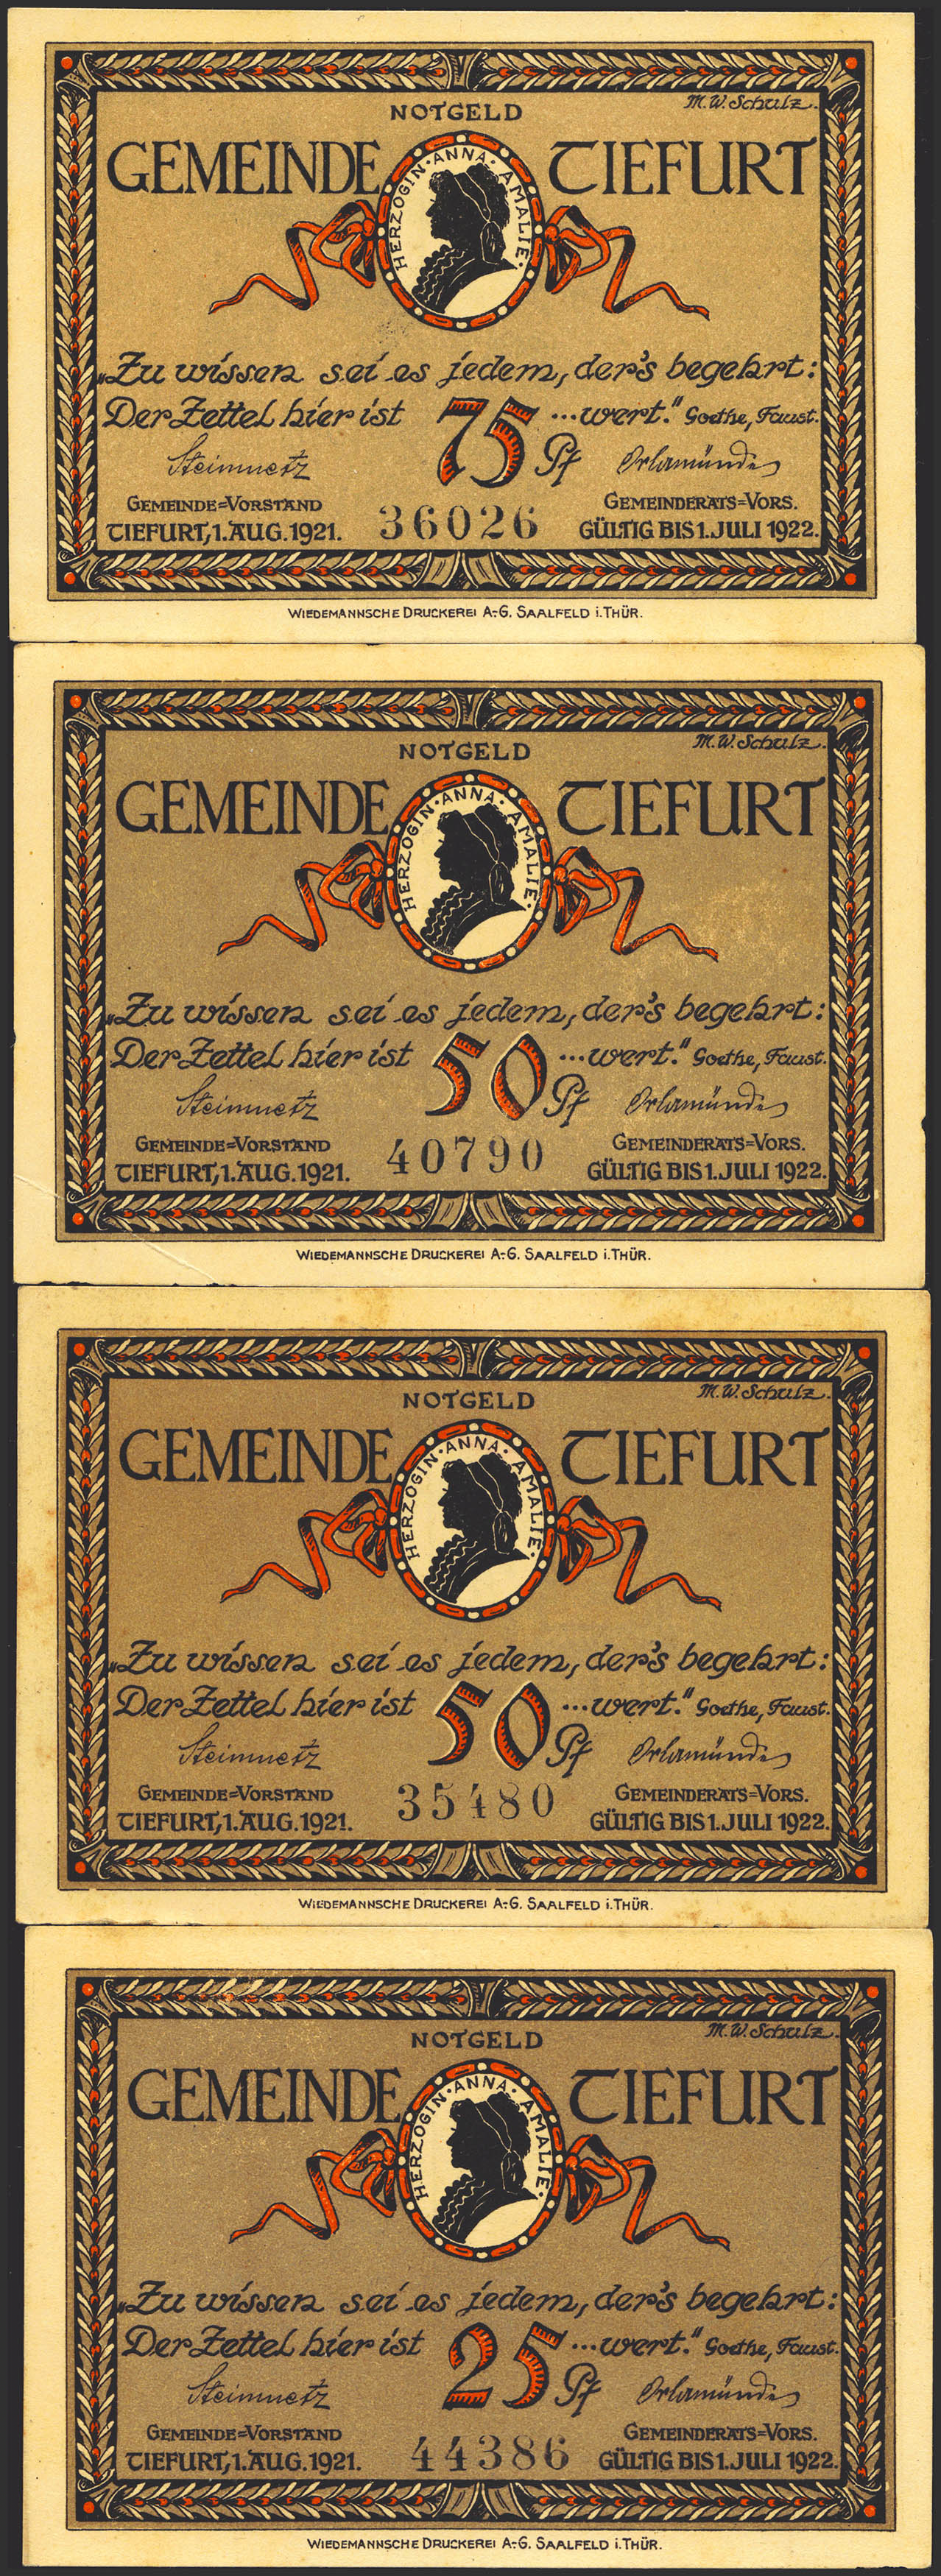 M.W. Schulz.
NOTGELD
GEMEINDE TIEFURT
HERZOGIN·ANNA·AMALIE·
„Zu wissen sei es jedem, der's begehrt:
Der Zettel hier ist 75 Pf ...wert." Goethe, Faust.
Steinmetz Orlamünde
GEMEINDE=VORSTAND GEMEINDERATS=VORS.
TIEFURT, 1. AUG. 1921. 36026 GÜLTIG BIS 1. JULI 1922.
WIEDEMANNSCHE DRUCKEREI A.-G. SAALFELD i. THÜR.
M.W. Schulz.
NOTGELD
GEMEINDE TIEFURT
HERZOGIN·ANNA·AMALIE·
„Zu wissen sei es jedem, der's begehrt:
Der Zettel hier ist 50 Pf ...wert." Goethe, Faust.
Steinmetz Orlamünde
GEMEINDE=VORSTAND GEMEINDERATS=VORS.
TIEFURT, 1. AUG. 1921. 40790 GÜLTIG BIS 1. JULI 1922.
WIEDEMANNSCHE DRUCKEREI A.-G. SAALFELD i. THÜR.
M.W. Schulz.
NOTGELD
GEMEINDE TIEFURT
HERZOGIN·ANNA·AMALIE·
„Zu wissen sei es jedem, der's begehrt:
Der Zettel hier ist 50 Pf ...wert." Goethe, Faust.
Steinmetz Orlamünde
GEMEINDE=VORSTAND GEMEINDERATS=VORS.
TIEFURT, 1. AUG. 1921. 35480 GÜLTIG BIS 1. JULI 1922.
WIEDEMANNSCHE DRUCKEREI A.-G. SAALFELD i. THÜR.
M.W. Schulz.
NOTGELD
GEMEINDE TIEFURT
HERZOGIN·ANNA·AMALIE·
„Zu wissen sei es jedem, der's begehrt:
Der Zettel hier ist 25 Pf ...wert." Goethe, Faust.
Steinmetz Orlamünde
GEMEINDE=VORSTAND GEMEINDERATS=VORS.
TIEFURT, 1. AUG. 1921. 44386 GÜLTIG BIS 1. JULI 1922.
WIEDEMANNSCHE DRUCKEREI A.-G. SAALFELD i. THÜR.